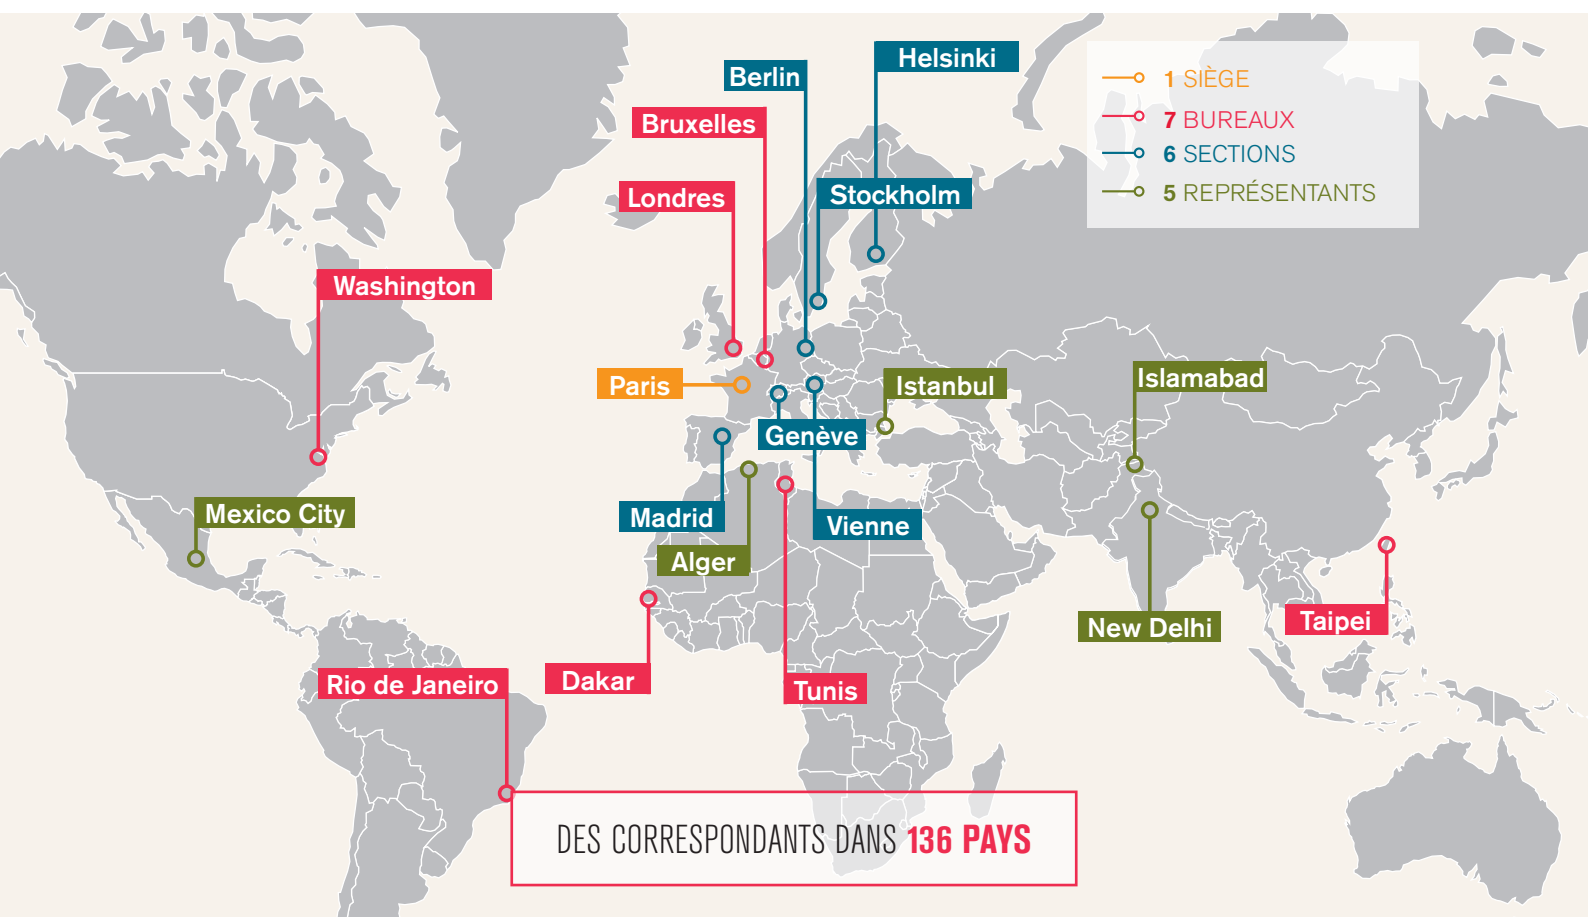 Helsinki
Berlin
Bruxelles
Londres
Stockholm
Washington
Paris
Istanbul
Islamabad
Genève
Mexico City
Madrid
Vienne
Alger
New Delhi
Taipei
Rio de Janeiro
Dakar
Tunis
1 SIÈGE
7 BUREAUX
6 SECTIONS
5 REPRÉSENTANTS
DES CORRESPONDANTS DANS 136 PAYS